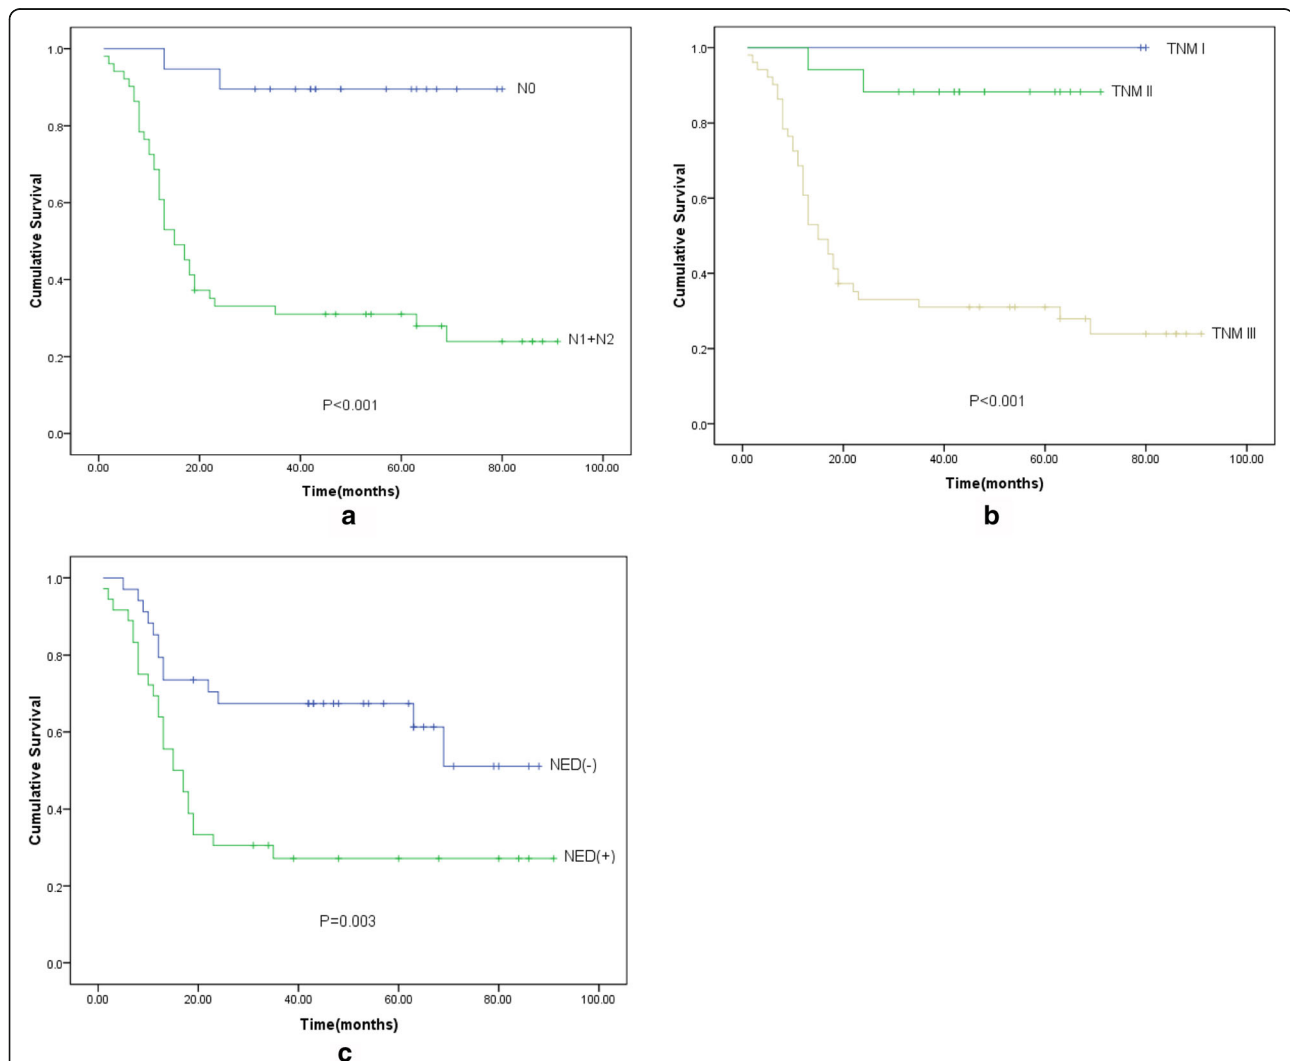 1.0
0.8
0.6
0.4
0.2
0.0
Cumulative Survival
N0
N1+N2
P<0.001
0.00 20.00 40.00 60.00 80.00 100.00
Time(months)
a
1.0
0.8
0.6
0.4
0.2
0.0
Cumulative Survival
TNM I
TNM II
TNM III
P<0.001
0.00 20.00 40.00 60.00 80.00 100.00
Time(months)
b
1.0
0.8
0.6
0.4
0.2
0.0
Cumulative Survival
NED(-)
NED(+)
P=0.003
0.00 20.00 40.00 60.00 80.00 100.00
Time(months)
c